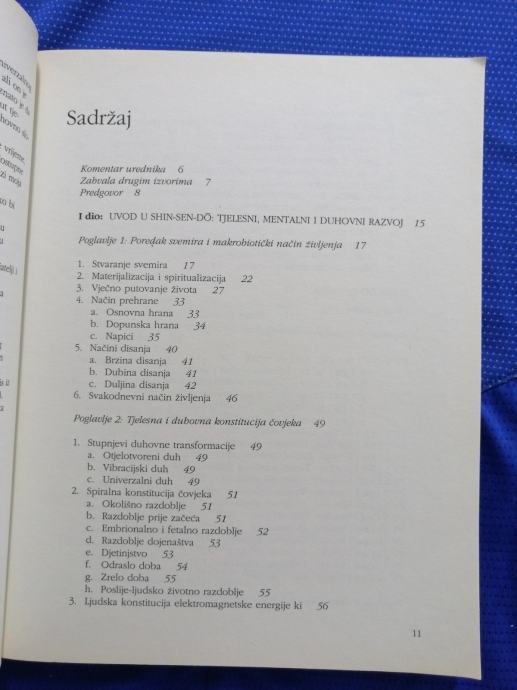 Sadržaj
Komentar urednika 6
Zahvala drugim izvorima 7
Predgovor 8
I dio: UVOD U SHIN-SEN-DŌ: TJELESNI, MENTALNI I DUHOVNI RAZVOJ 15
Poglavlje 1: Poredak svemira i makrobiotički način življenja 17
1. Stvaranje svemira 17
2. Materijalizacija i spiritualizacija 22
3. Vječno putovanje života 27
4. Način prehrane 33
a. Osnovna hrana 33
b. Dopunska hrana 34
c. Napici 35
5. Načini disanja 40
a. Brzina disanja 41
b. Dubina disanja 41
c. Duljina disanja 42
6. Svakodnevni način življenja 46
Poglavlje 2: Tjelesna i duhovna konstitucija čovjeka 49
1. Stupnjevi duhovne transformacije 49
a. Otjelotvoreni duh 49
b. Vibracijski duh 49
c. Univerzalni duh 49
2. Spiralna konstitucija čovjeka 51
a. Okolišno razdoblje 51
b. Razdoblje prije začeća 51
c. Embrionalno i fetalno razdoblje 52
d. Razdoblje dojenaštva 53
e. Djetinjstvo 53
f. Odraslo doba 54
g. Zrelo doba 55
h. Poslije-ljudsko životno razdoblje 55
3. Ljudska konstitucija elektromagnetske energije ki 56
11